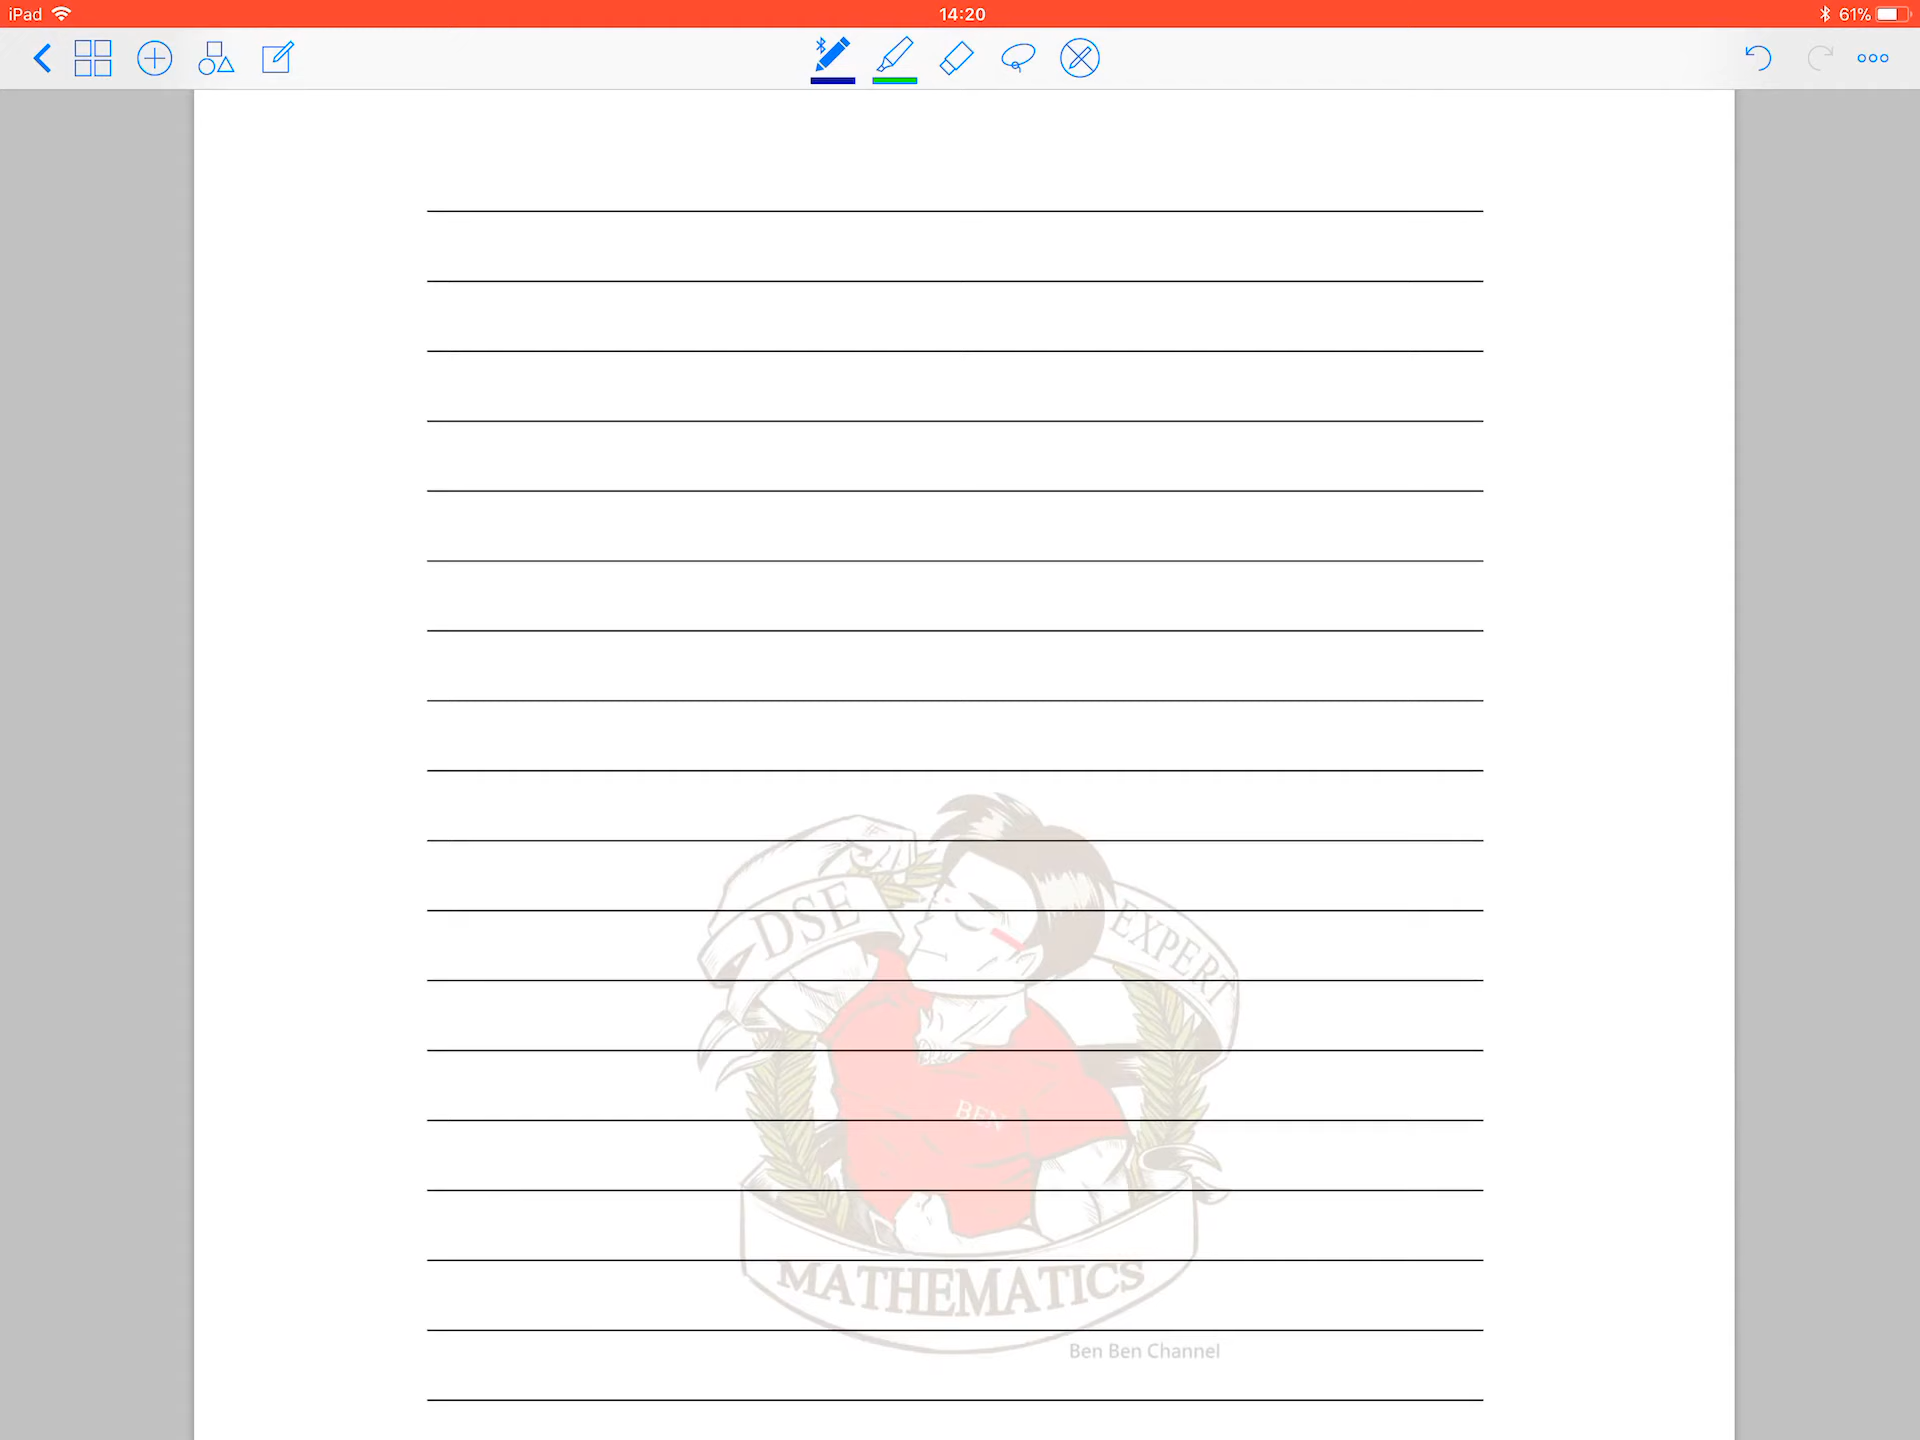 iPad 14:20 61%
DSE EXPERT
BEN
MATHEMATICS
Ben Ben Channel